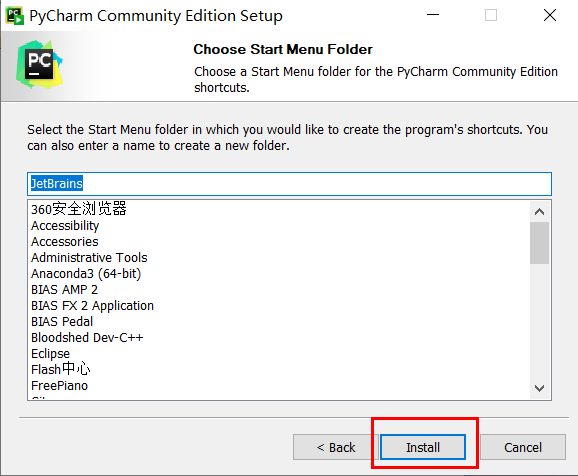 PyCharm Community Edition Setup
PC
Choose Start Menu Folder
Choose a Start Menu folder for the PyCharm Community Edition
shortcuts.
Select the Start Menu folder in which you would like to create the program's shortcuts. You
can also enter a name to create a new folder.
JetBrains
360安全浏览器
Accessibility
Accessories
Administrative Tools
Anaconda3 (64-bit)
BIAS AMP 2
BIAS FX 2 Application
BIAS Pedal
Bloodshed Dev-C++
Eclipse
Flash中心
FreePiano
< Back
Install
Cancel